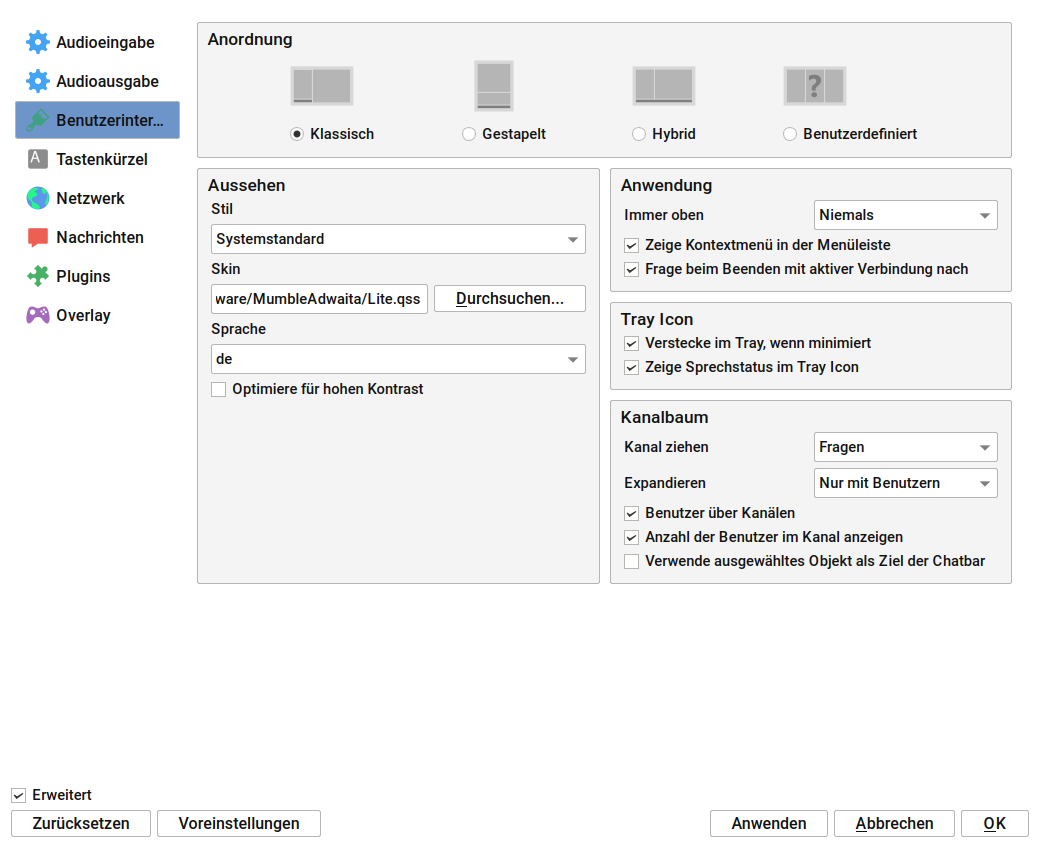 Audioeingabe
Audioausgabe
Benutzerinter...
Tastenkürzel
Netzwerk
Nachrichten
Plugins
Overlay
Anordnung
?
Klassisch Gestapelt Hybrid Benutzerdefiniert
Aussehen
Stil
Systemstandard
Skin
ware/MumbleAdwaita/Lite.qss Durchsuchen...
Sprache
de
Optimiere für hohen Kontrast
Anwendung
Immer oben Niemals
Zeige Kontextmenü in der Menüleiste
Frage beim Beenden mit aktiver Verbindung nach
Tray Icon
Verstecke im Tray, wenn minimiert
Zeige Sprechstatus im Tray Icon
Kanalbaum
Kanal ziehen Fragen
Expandieren Nur mit Benutzern
Benutzer über Kanälen
Anzahl der Benutzer im Kanal anzeigen
Verwende ausgewähltes Objekt als Ziel der Chatbar
Erweitert
Zurücksetzen Voreinstellungen Anwenden Abbrechen OK